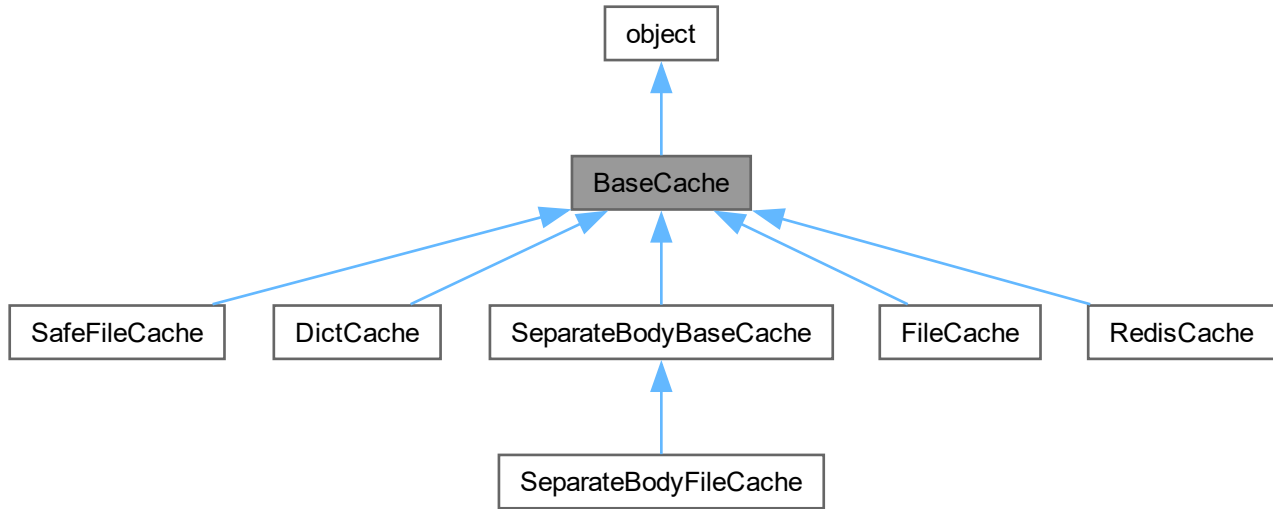 object
BaseCache
SafeFileCache
DictCache
SeparateBodyBaseCache
FileCache
RedisCache
SeparateBodyFileCache